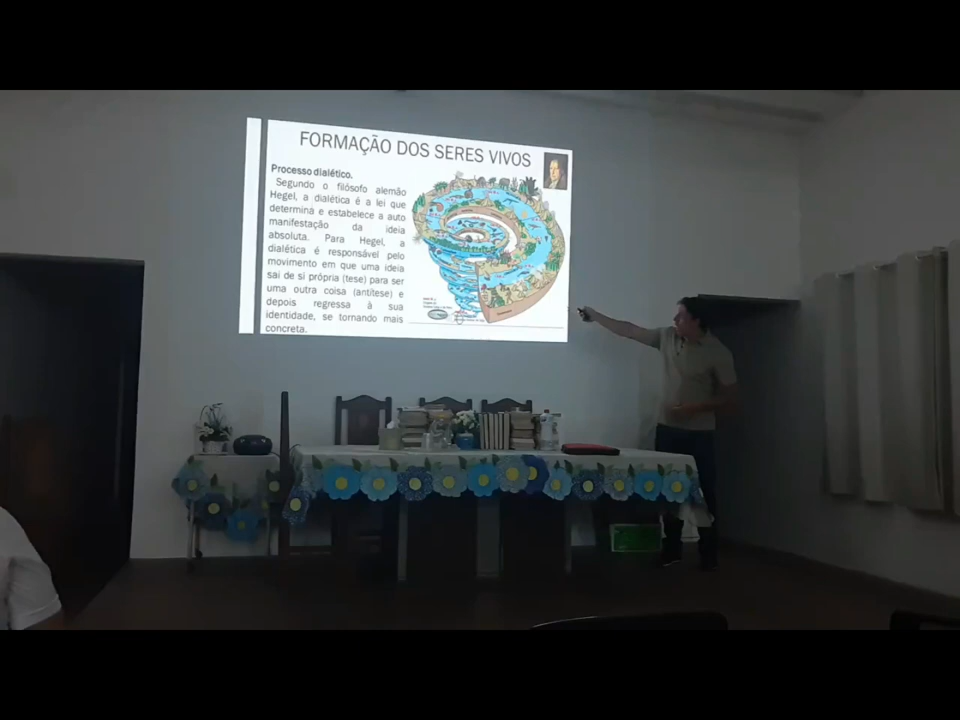 FORMAÇÃO DOS SERES VIVOS
Processo dialético.
Segundo o filósofo alemão
Hegel, a dialética é a lei que
determina e estabelece a auto
manifestação da ideia
absoluta. Para Hegel, a
dialética é responsável pelo
movimento em que uma ideia
sai de si própria (tese) para ser
uma outra coisa (antítese) e
depois regressa à sua
identidade, se tornando mais
concreta.